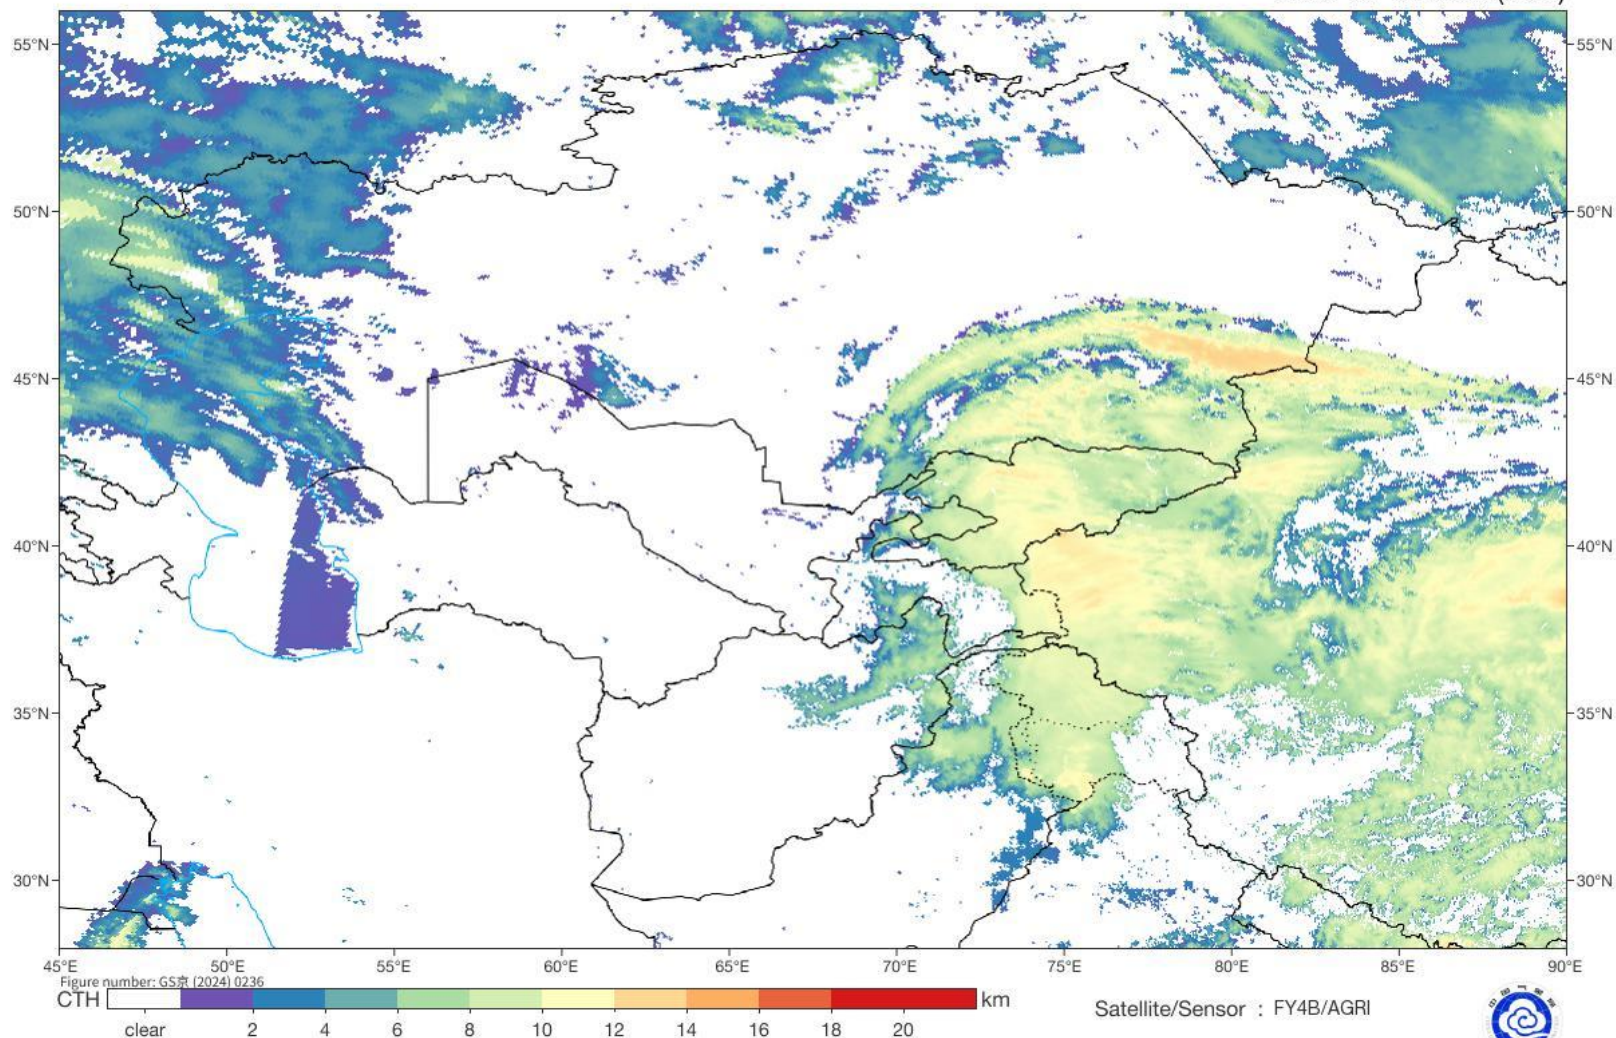 55°N 55°N
50°N 50°N
45°N 45°N
40°N 40°N
35°N 35°N
30°N 30°N
45°E 50°E 55°E 60°E 65°E 70°E 75°E 80°E 85°E 90°E
Figure number: GS京 (2024) 0236
CTH km
clear 2 4 6 8 10 12 14 16 18 20
Satellite/Sensor : FY4B/AGRI